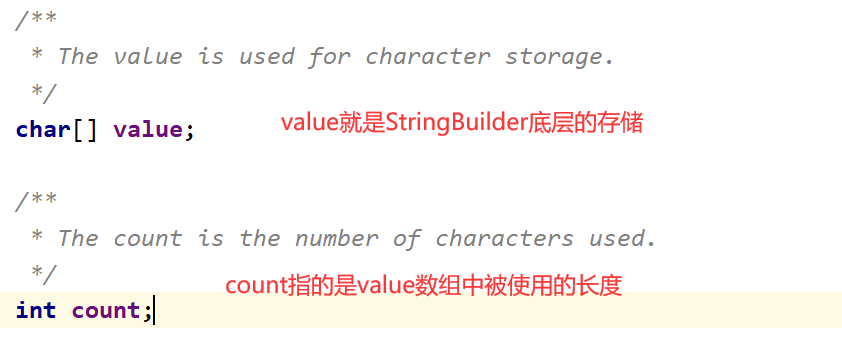 /**
* The value is used for character storage.
*/
char[] value;
value就是StringBuilder底层的存储
/**
* The count is the number of characters used.
*/
count指的是value数组中被使用的长度
int count;